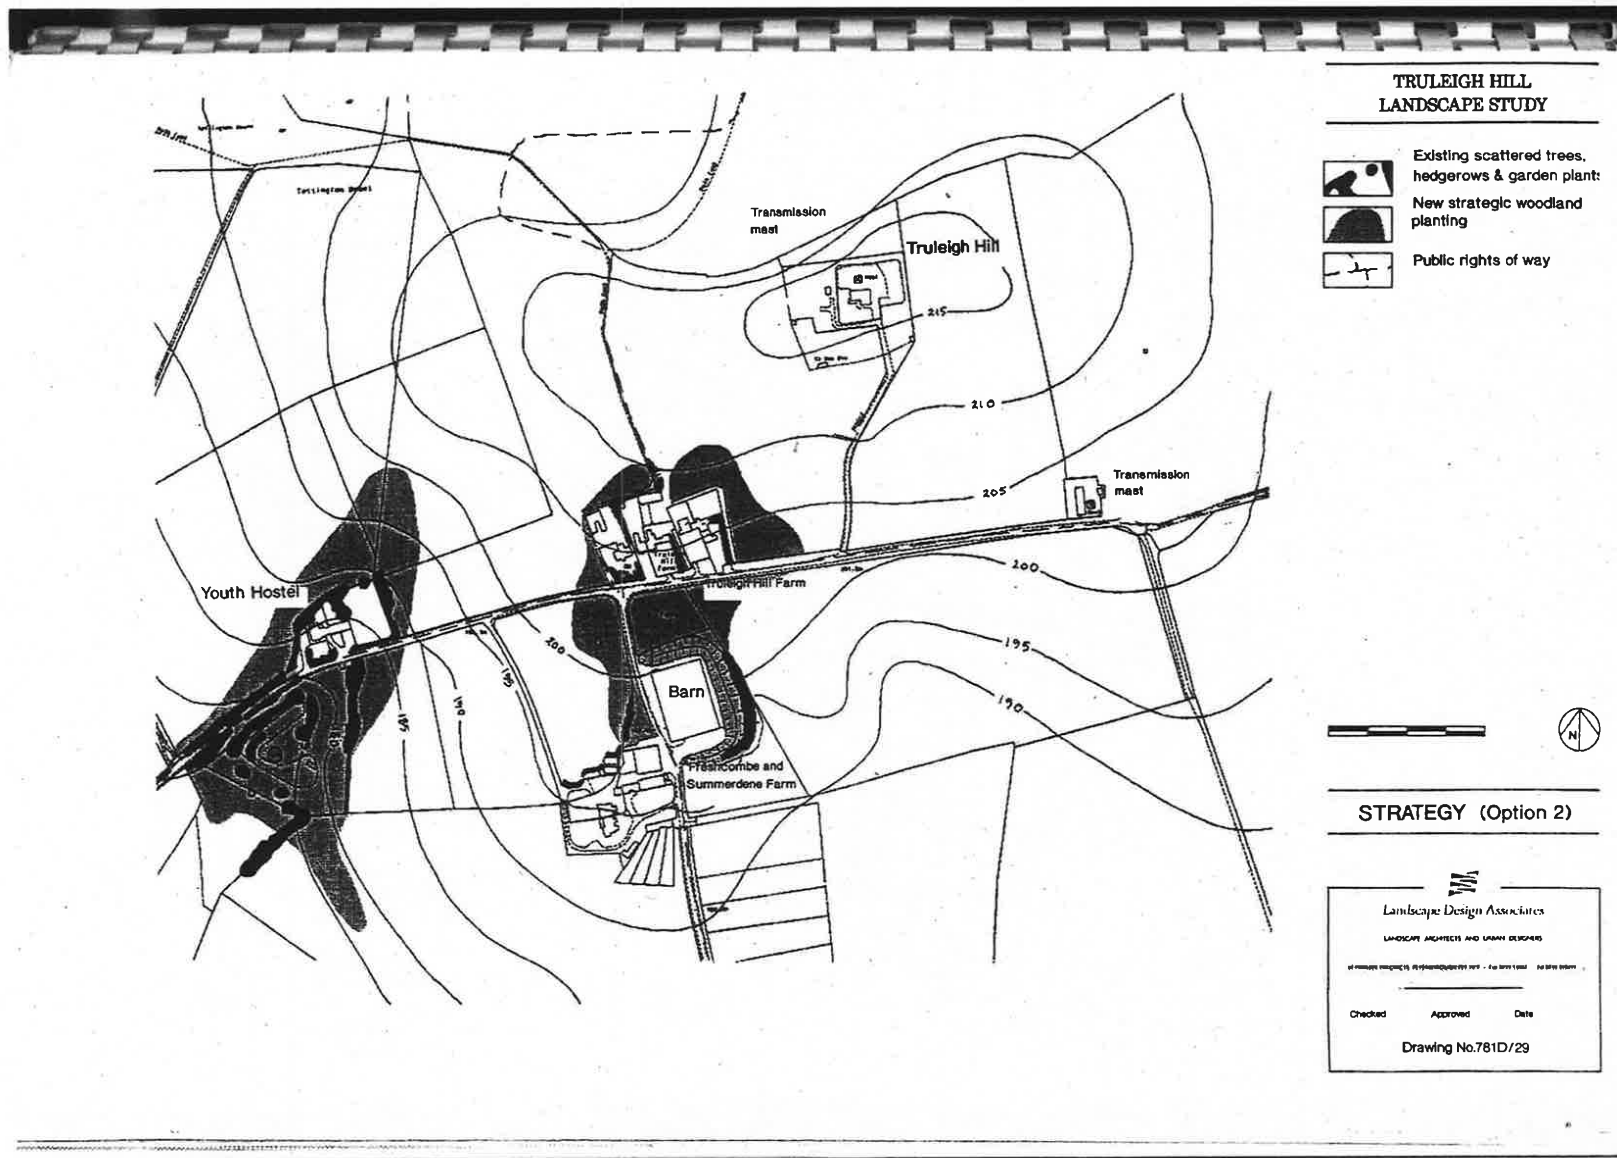 TRULEIGH HILL
LANDSCAPE STUDY
Existing scattered trees,
hedgerows & garden plants
New strategic woodland
planting
Public rights of way
Transmission
mast
Truleigh Hill
215
210
205
Transmission
mast
200
195
190
Youth Hostel
Truleigh Hill Farm
200
195
190
185
Barn
Freshcombe and
Summerdene Farm
N
STRATEGY (Option 2)
Landscape Design Associates
LANDSCAPE ARCHITECTS AND URBAN DESIGNERS
Checked Approved Date
Drawing No.781D/29